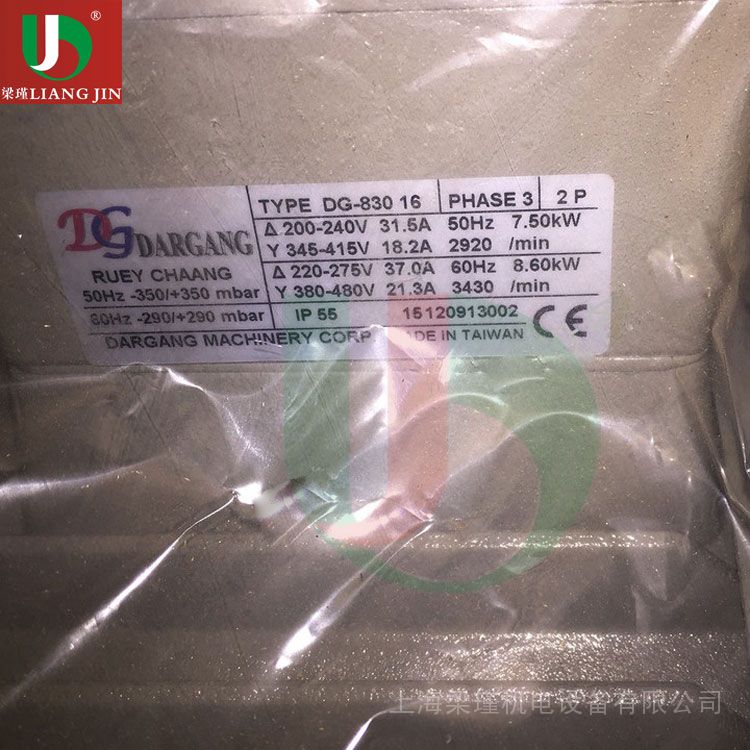 ®
梁瑾LIANG JIN
DG DARGANG
RUEY CHAANG
50Hz -350/+350 mbar
60Hz -290/+290 mbar
TYPE DG-830 16 PHASE 3 2 P
Δ 200-240V 31.5A 50Hz 7.50kW
Y 345-415V 18.2A 2920 /min
Δ 220-275V 37.0A 60Hz 8.60kW
Y 380-480V 21.3A 3430 /min
IP 55 15120913002 CE
DARGANG MACHINERY CORP MADE IN TAIWAN
上海梁瑾机电设备有限公司